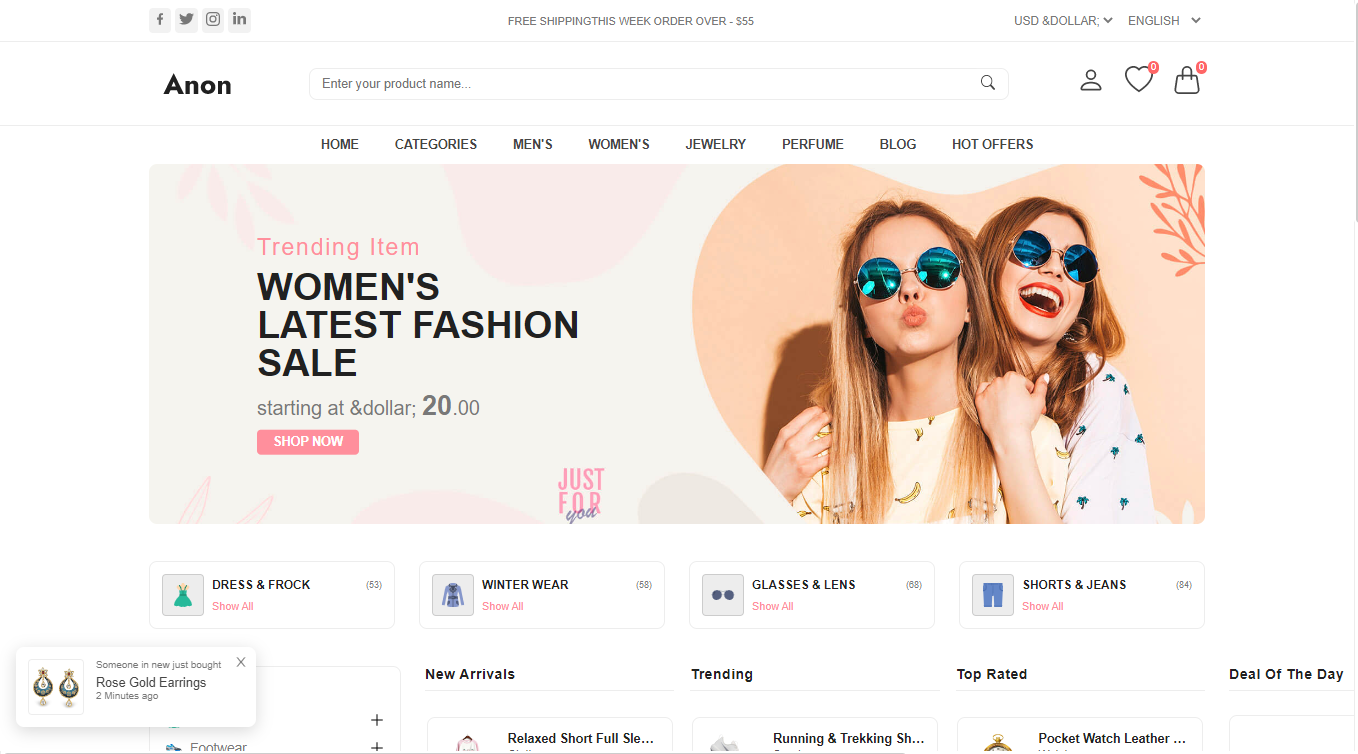 FREE SHIPPINGTHIS WEEK ORDER OVER - $55
USD &DOLLAR;
ENGLISH
Anon
Enter your product name...
0
0
HOME
CATEGORIES
MEN'S
WOMEN'S
JEWELRY
PERFUME
BLOG
HOT OFFERS
Trending Item
WOMEN'S
LATEST FASHION
SALE
starting at &dollar; 20.00
SHOP NOW
JUST
FOR
you
DRESS & FROCK
(53)
Show All
WINTER WEAR
(58)
Show All
GLASSES & LENS
(68)
Show All
SHORTS & JEANS
(84)
Show All
Someone in new just bought
Rose Gold Earrings
2 Minutes ago
Footwear
New Arrivals
Relaxed Short Full Sle...
Trending
Running & Trekking Sh...
Top Rated
Pocket Watch Leather ...
Deal Of The Day